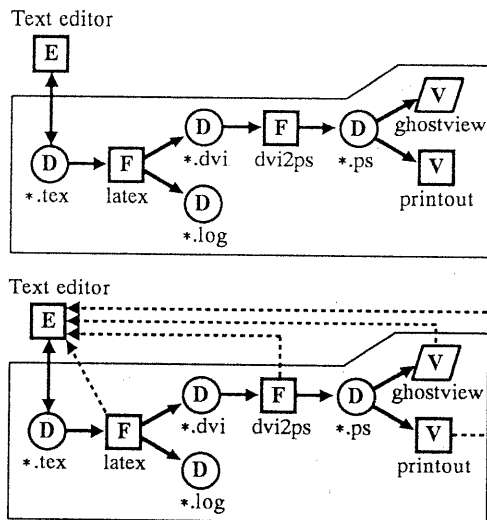 Text editor
E
V
ghostview
D
F
D
F
D
*.tex
latex
*.dvi
dvi2ps
*.ps
V
printout
D
*.log
Text editor
E
V
ghostview
D
F
D
F
D
*.tex
latex
*.dvi
dvi2ps
*.ps
V
printout
D
*.log